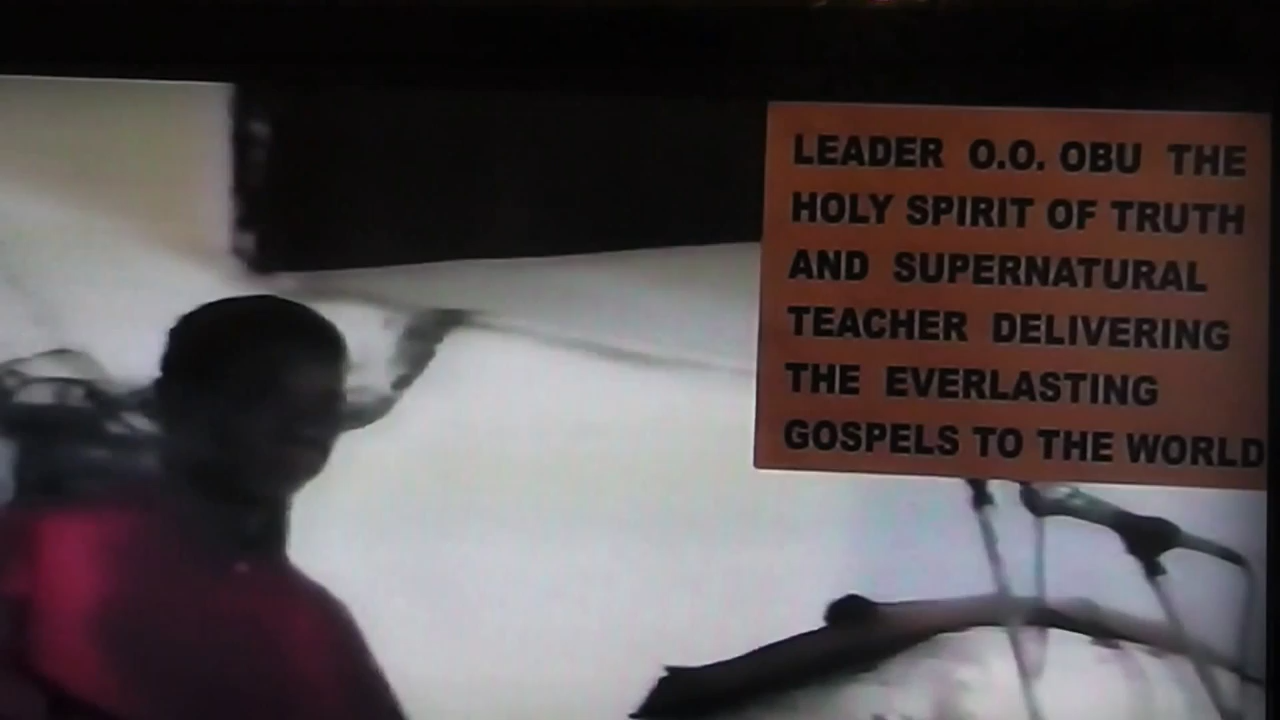 LEADER O.O. OBU THE
HOLY SPIRIT OF TRUTH
AND SUPERNATURAL
TEACHER DELIVERING
THE EVERLASTING
GOSPELS TO THE WORLD